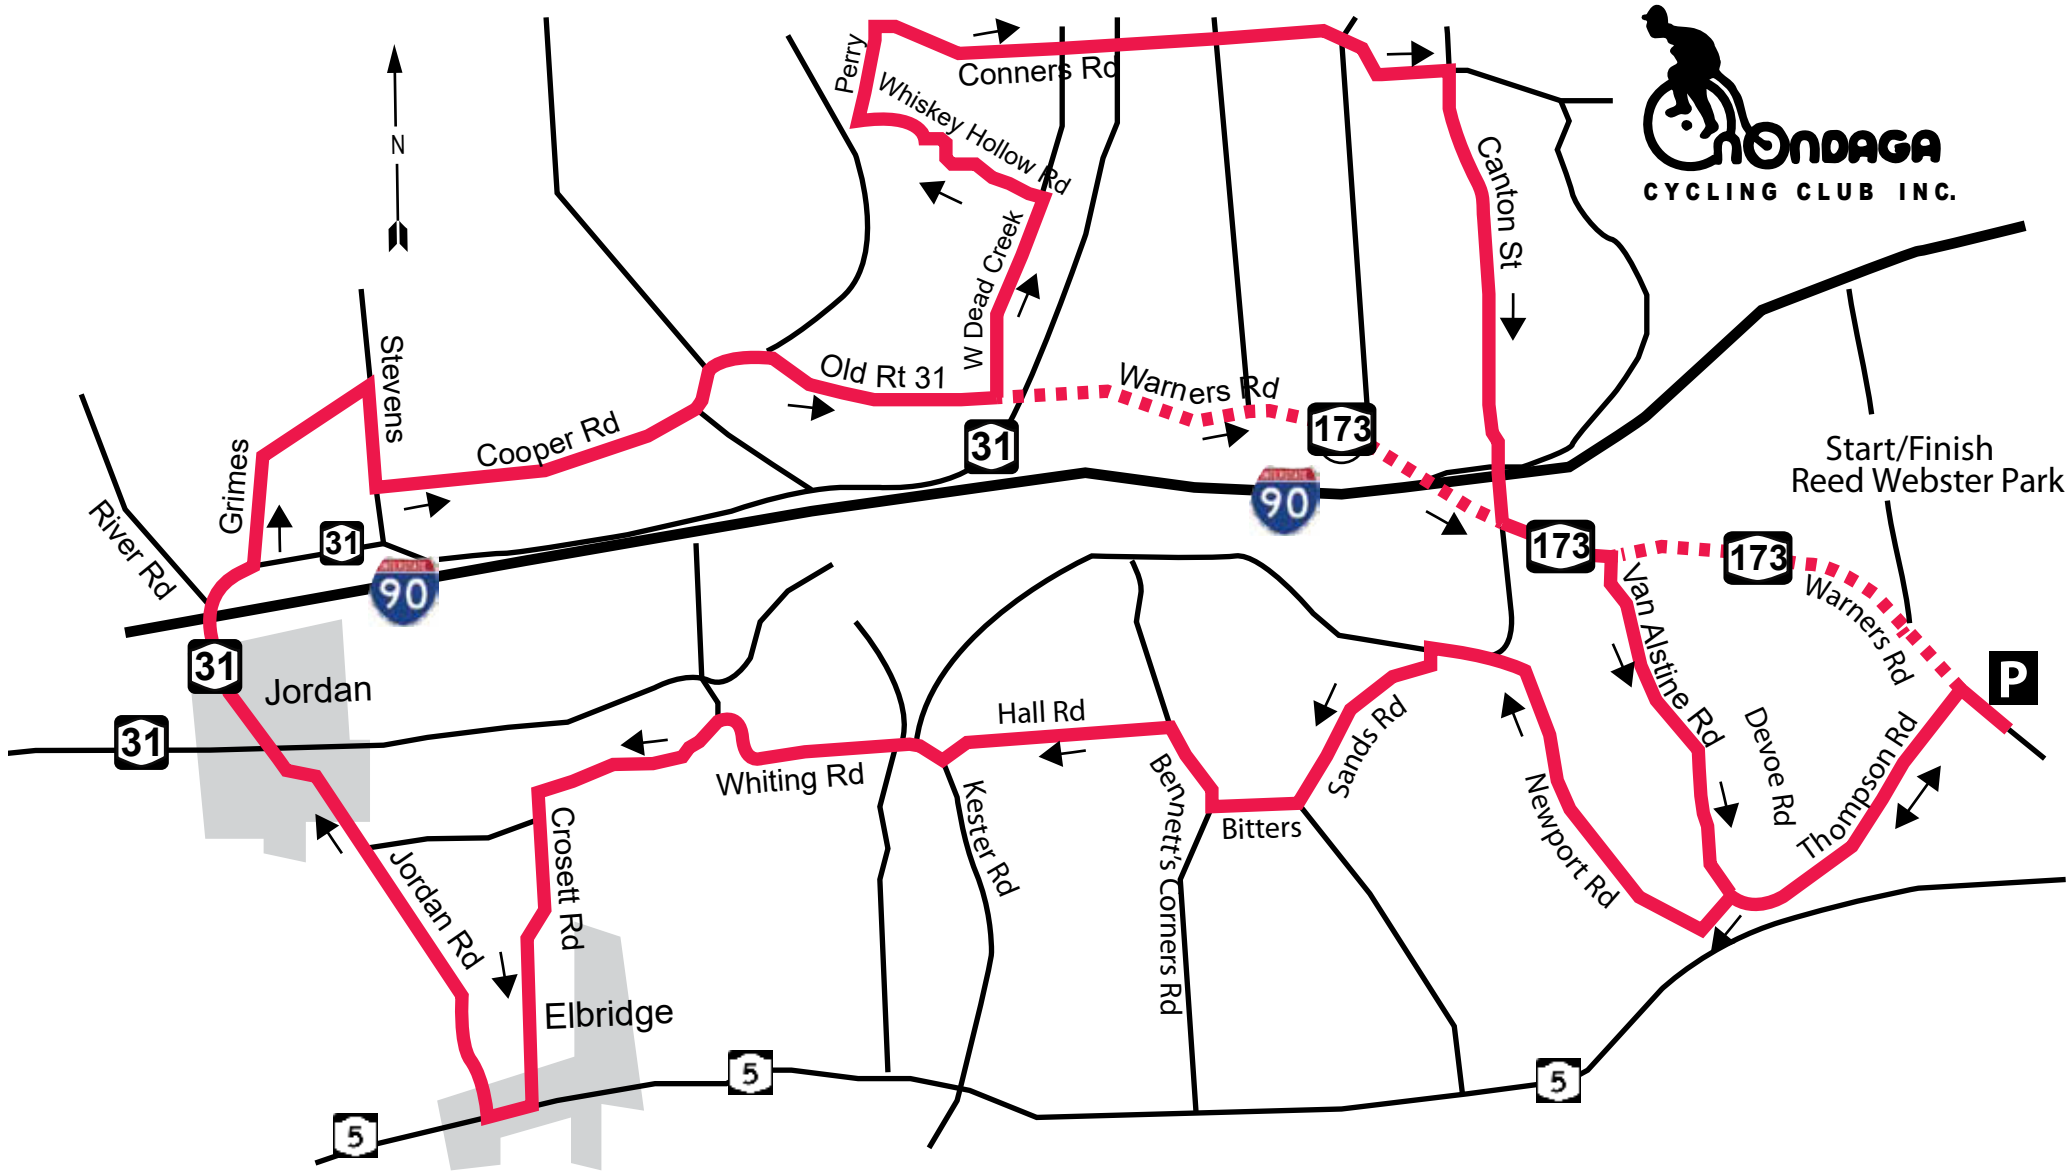 Perry
Conners Rd
Whiskey Hollow Rd
N
nONDAGA
CYCLING CLUB INC.
Canton St
W Dead Creek
Stevens
Old Rt 31
Warners Rd
173
31
Cooper Rd
Grimes
River Rd
31
90
90
Start/Finish
Reed Webster Park
173
173
Warners Rd
Van Alstine Rd
31
Jordan
31
P
Hall Rd
Sands Rd
Devoe Rd
Thompson Rd
Whiting Rd
Bennett's Corners Rd
Bitters
Newport Rd
Kester Rd
Crosett Rd
Jordan Rd
Elbridge
5
5
5